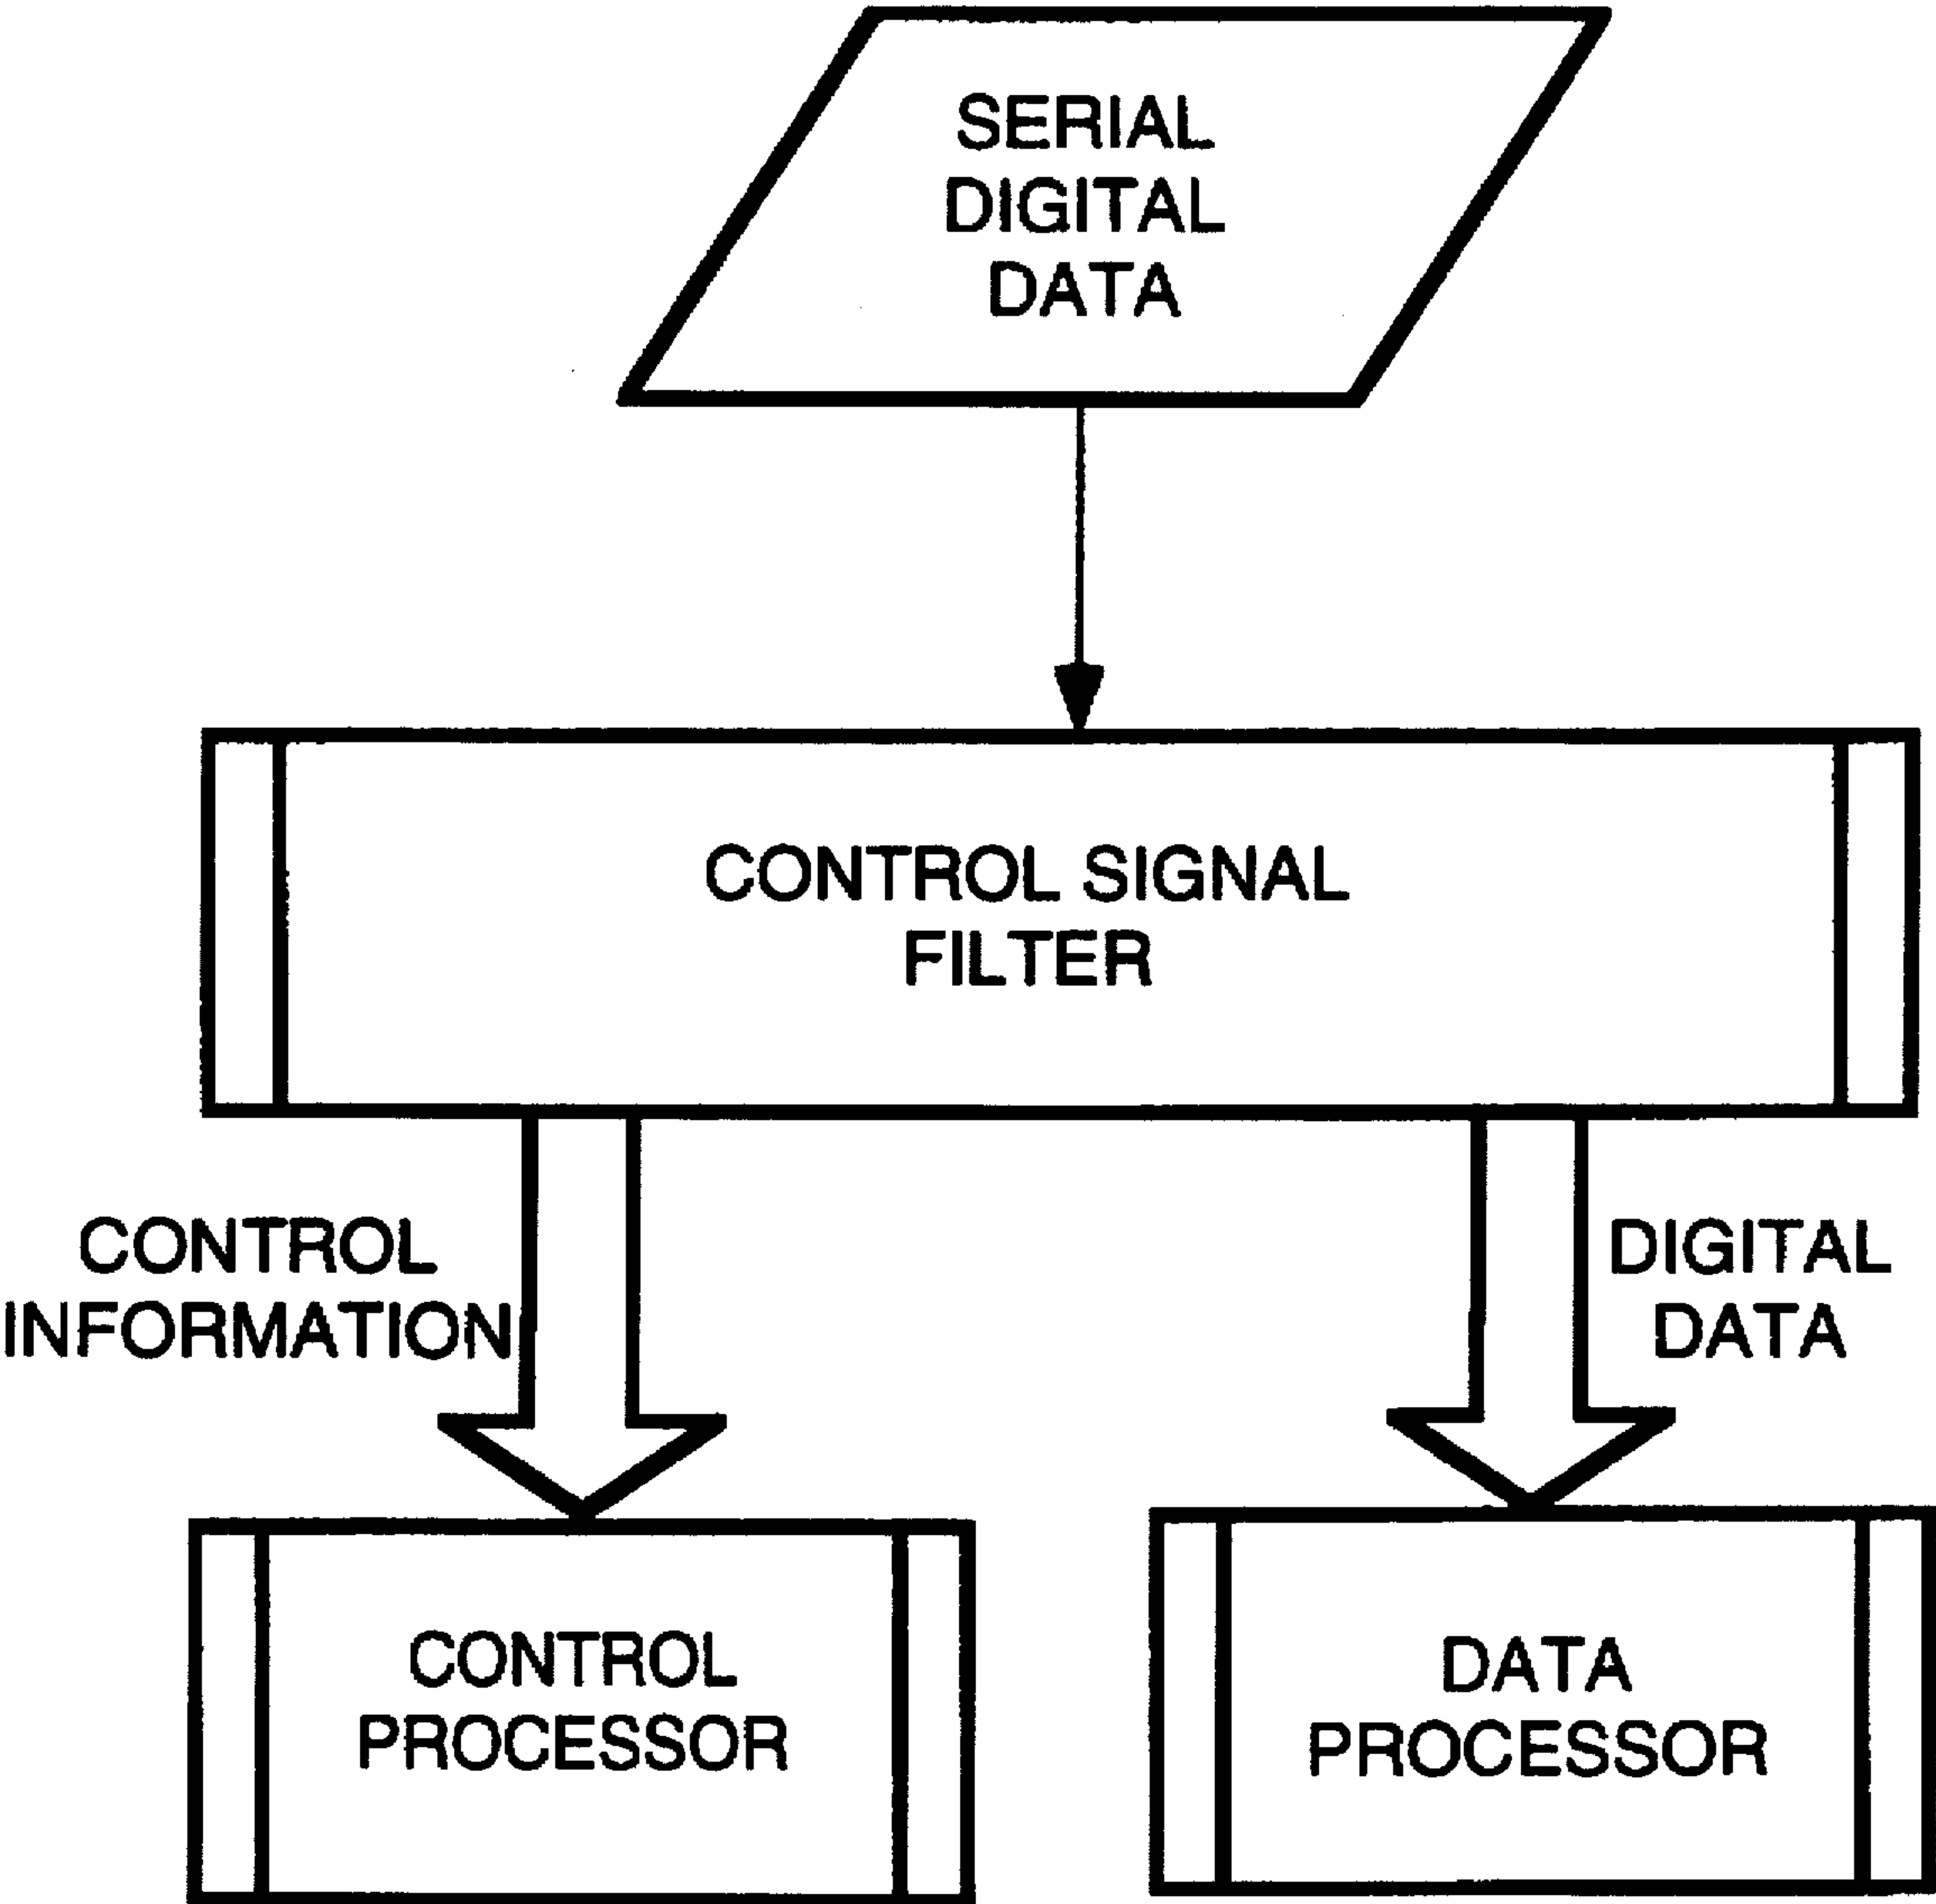 SERIAL
DIGITAL
DATA
CONTROL SIGNAL
FILTER
CONTROL
INFORMATION
DIGITAL
DATA
CONTROL
PROCESSOR
DATA
PROCESSOR